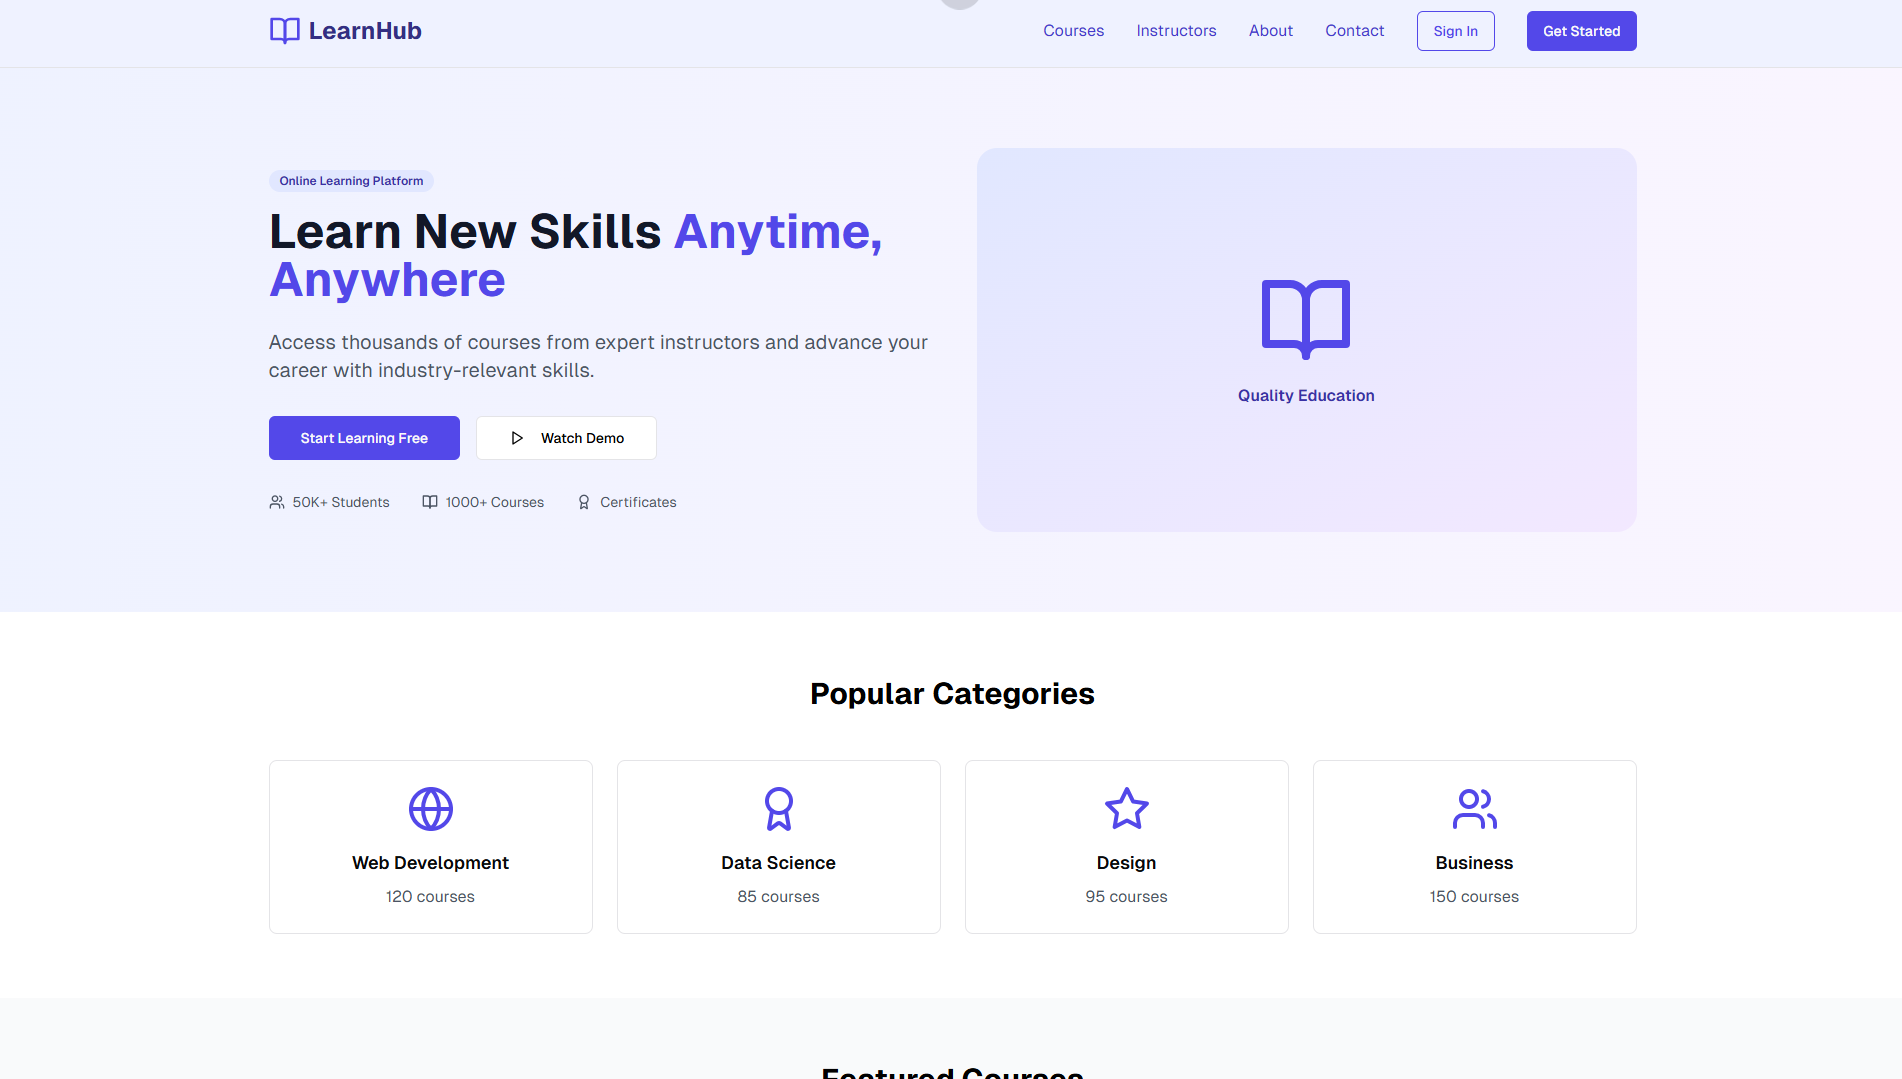 LearnHub
Courses
Instructors
About
Contact
Sign In
Get Started
Online Learning Platform
Learn New Skills Anytime,
Anywhere
Access thousands of courses from expert instructors and advance your
career with industry-relevant skills.
Start Learning Free
Watch Demo
50K+ Students
1000+ Courses
Certificates
Quality Education
Popular Categories
Web Development
120 courses
Data Science
85 courses
Design
95 courses
Business
150 courses
Featured Courses